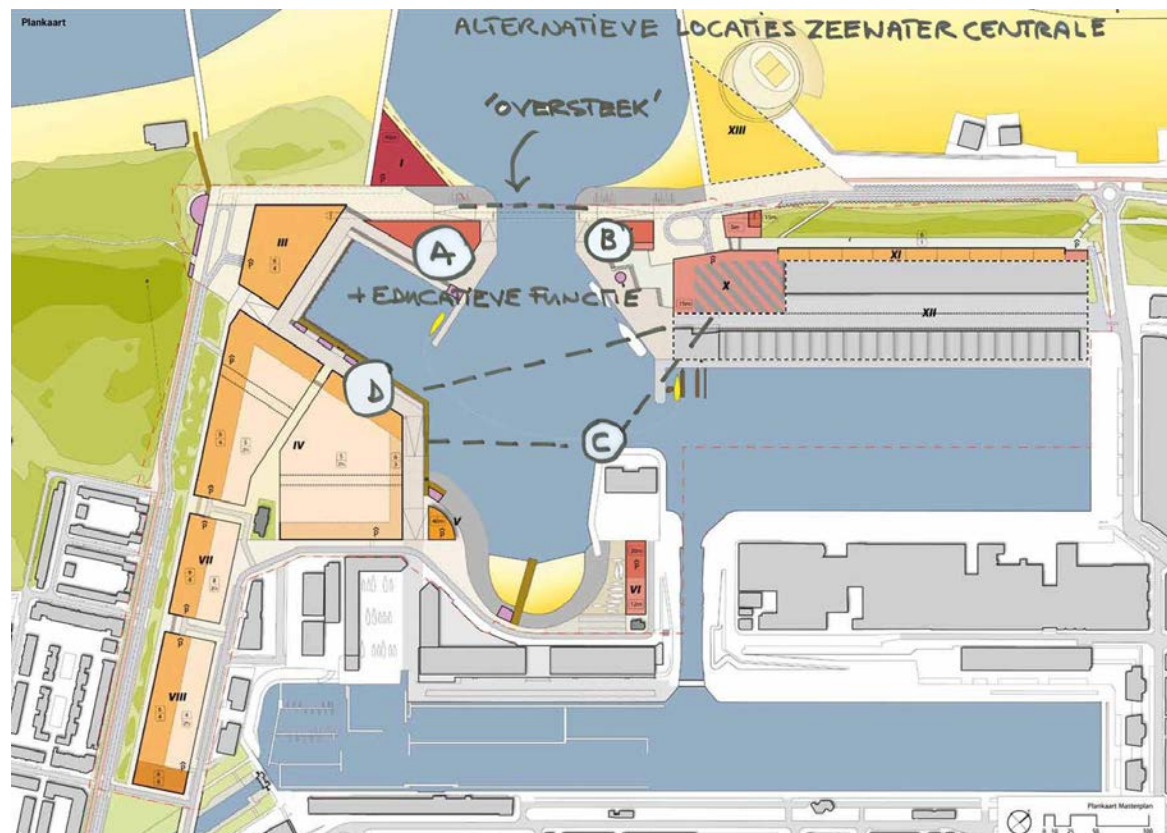 Plankaart
ALTERNATIEVE LOCATIES ZEEWATER CENTRALE
'OVERSTEEK'
XIII
I
III
A
B
+ EDUCATIEVE FUNCTIE
X
XI
XII
D
C
IV
V
VI
VII
VIII
Plankaart Masterplan